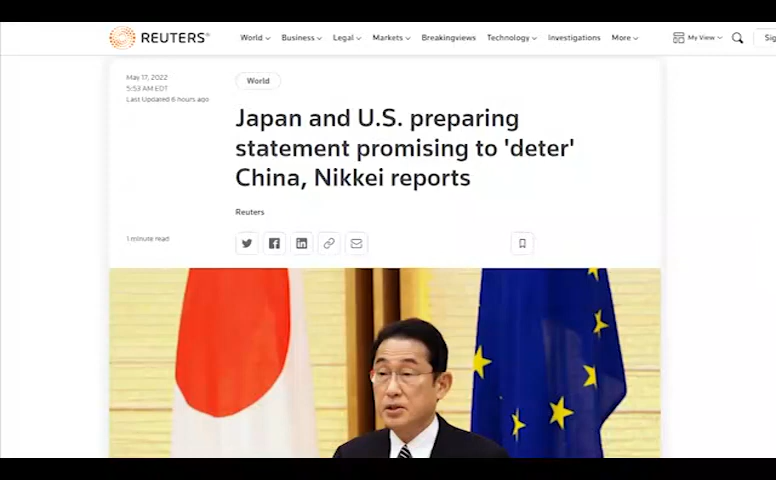 REUTERS®
World Business Legal Markets Breakingviews Technology Investigations More My View Sig
May 17, 2022
5:53 AM EDT
Last Updated 6 hours ago
World
Japan and U.S. preparing
statement promising to 'deter'
China, Nikkei reports
Reuters
1 minute read